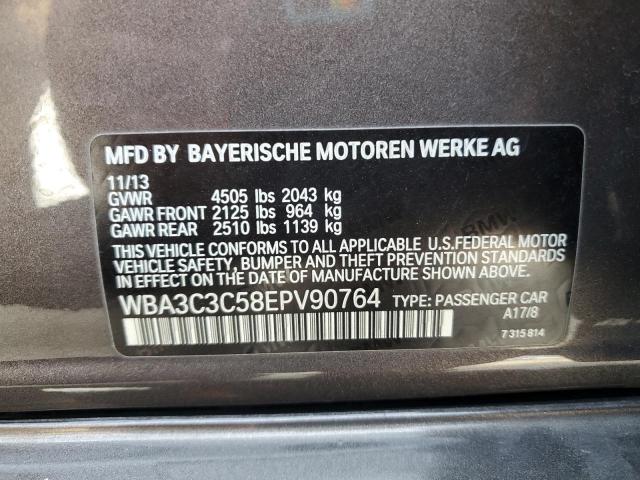 MFD BY BAYERISCHE MOTOREN WERKE AG
11/13
GVWR 4505 lbs 2043 kg
GAWR FRONT 2125 lbs 964 kg
GAWR REAR 2510 lbs 1139 kg
THIS VEHICLE CONFORMS TO ALL APPLICABLE U.S.FEDERAL MOTOR
VEHICLE SAFETY, BUMPER AND THEFT PREVENTION STANDARDS
IN EFFECT ON THE DATE OF MANUFACTURE SHOWN ABOVE.
WBA3C3C58EPV90764 TYPE: PASSENGER CAR
A17/8
7315814